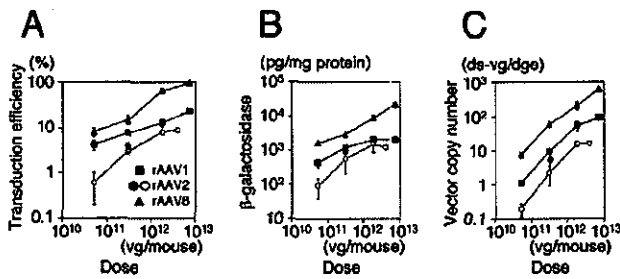 A B C
(%) (pg/mg protein) (ds-vg/dge)
Transduction efficiency
100
10
1
0.1
■ rAAV1
●○ rAAV2
▲ rAAV8
10¹⁰ 10¹¹ 10¹² 10¹³
(vg/mouse)
Dose
β-galactosidase
10⁵
10⁴
10³
10²
10
10¹⁰ 10¹¹ 10¹² 10¹³
(vg/mouse)
Dose
Vector copy number
10³
10²
10
1
0.1
10¹⁰ 10¹¹ 10¹² 10¹³
(vg/mouse)
Dose